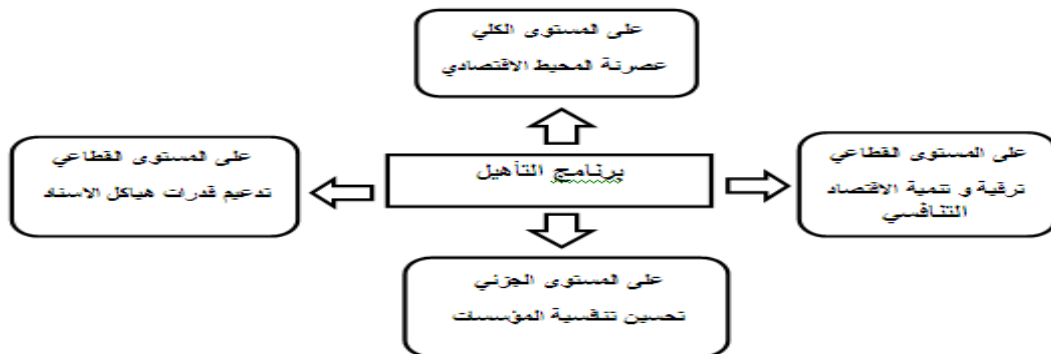 على المستوى الكلي
عصرنة المحيط الاقتصادي
على المستوى القطاعي
ترقية و تنمية الاقتصاد
التنافسي
برنامج التأهيل
على المستوى القطاعي
تدعيم قدرات هياكل الاسناد
على المستوى الجزئي
تحسين تنافسية المؤسسات